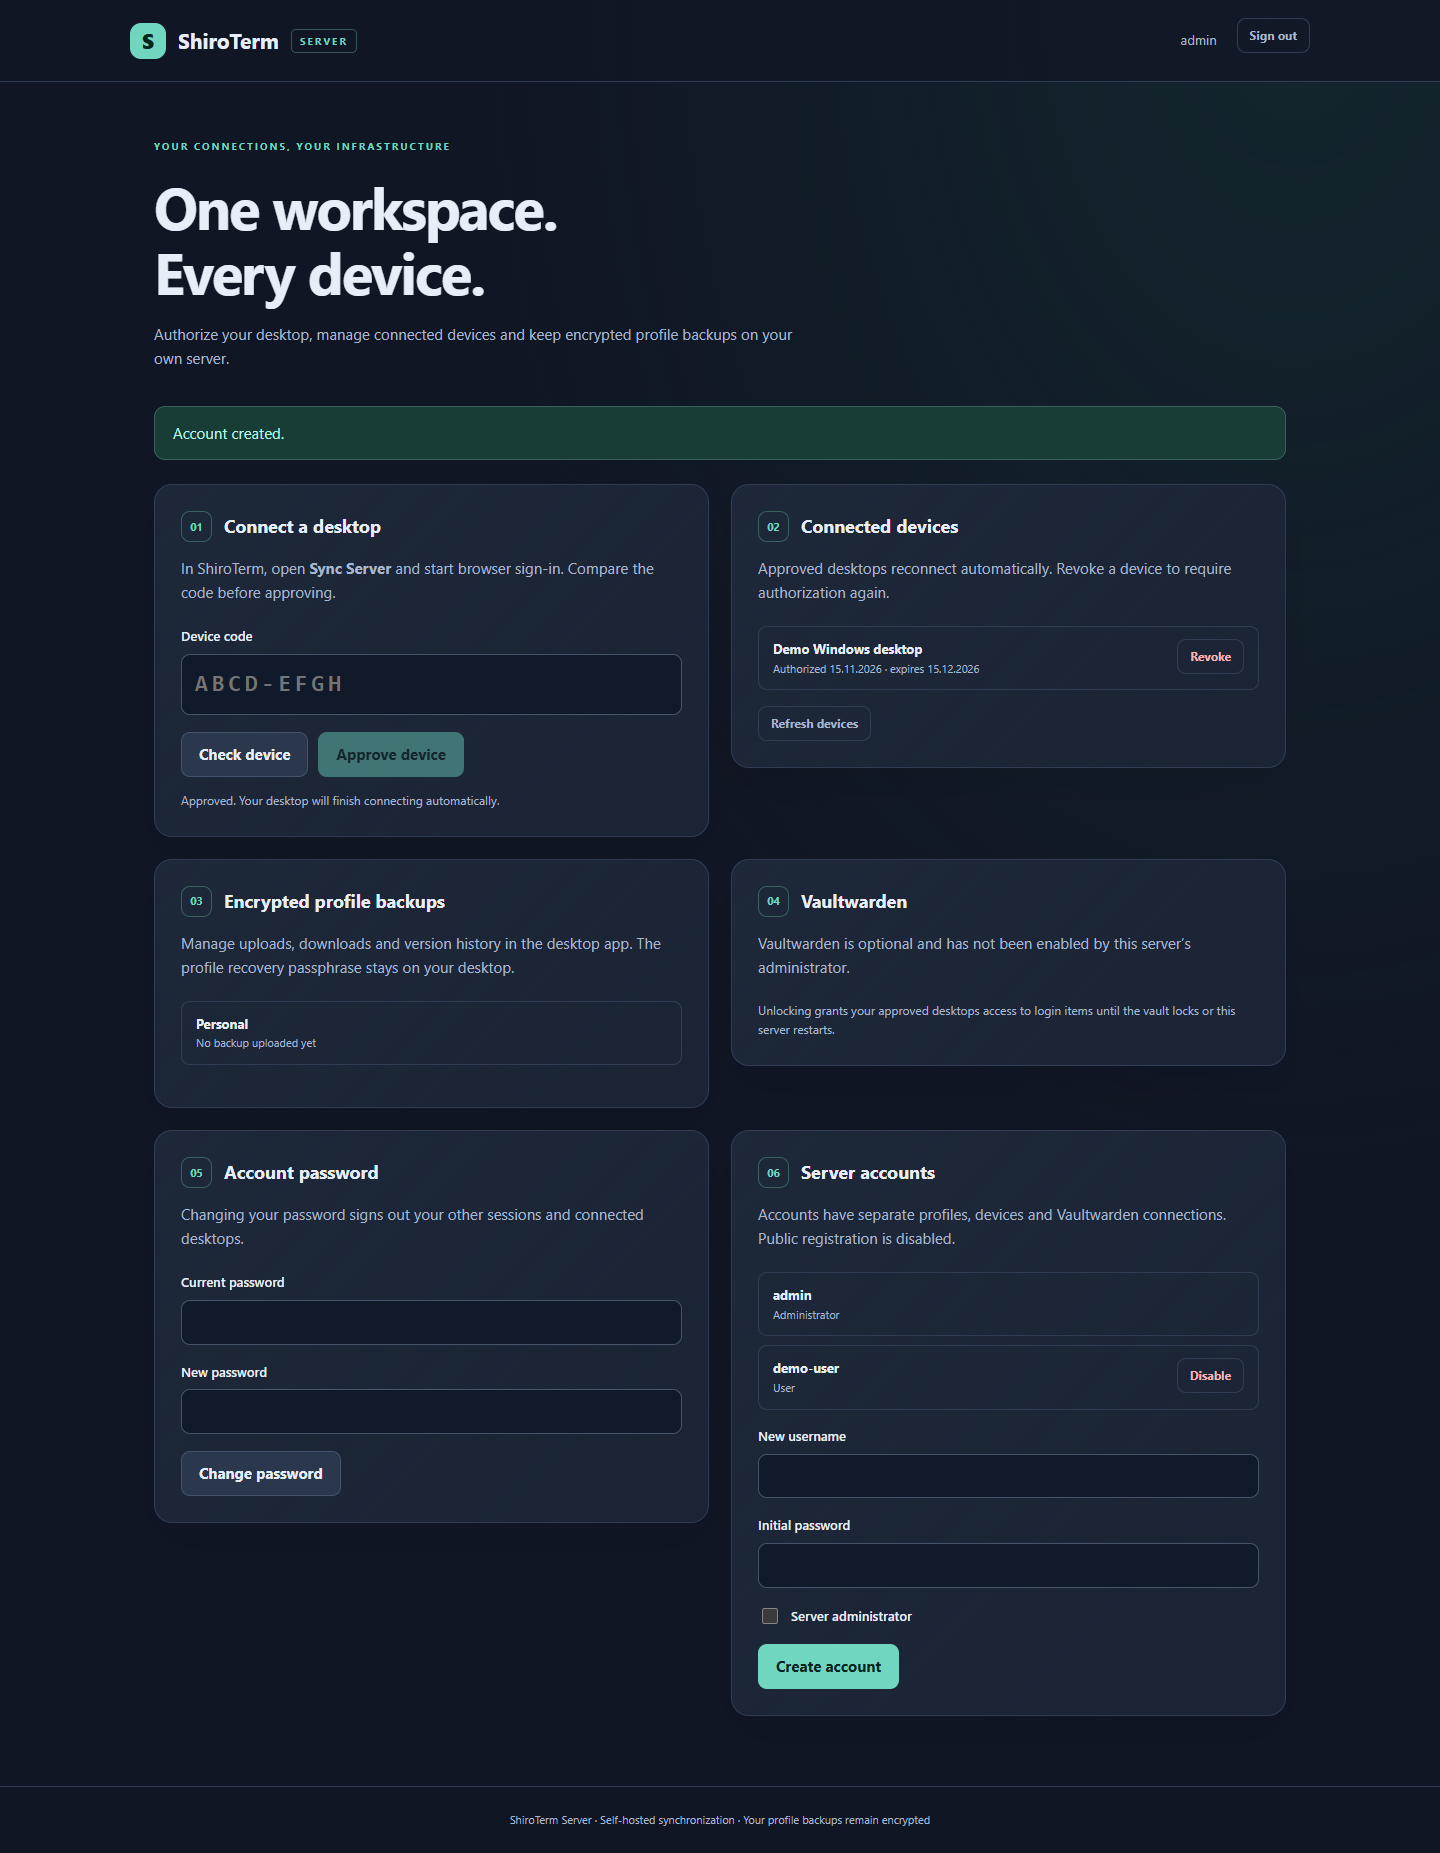 S
ShiroTerm
SERVER
admin
Sign out
YOUR CONNECTIONS, YOUR INFRASTRUCTURE
One workspace.
Every device.
Authorize your desktop, manage connected devices and keep encrypted profile backups on your
own server.
Account created.
01
Connect a desktop
In ShiroTerm, open Sync Server and start browser sign-in. Compare the
code before approving.
Device code
ABCD-EFGH
Check device
Approve device
Approved. Your desktop will finish connecting automatically.
02
Connected devices
Approved desktops reconnect automatically. Revoke a device to require
authorization again.
Demo Windows desktop
Authorized 15.11.2026 · expires 15.12.2026
Revoke
Refresh devices
03
Encrypted profile backups
Manage uploads, downloads and version history in the desktop app. The
profile recovery passphrase stays on your desktop.
Personal
No backup uploaded yet
04
Vaultwarden
Vaultwarden is optional and has not been enabled by this server’s
administrator.
Unlocking grants your approved desktops access to login items until the vault locks or this
server restarts.
05
Account password
Changing your password signs out your other sessions and connected
desktops.
Current password
New password
Change password
06
Server accounts
Accounts have separate profiles, devices and Vaultwarden connections.
Public registration is disabled.
admin
Administrator
demo-user
User
Disable
New username
Initial password
Server administrator
Create account
ShiroTerm Server · Self-hosted synchronization · Your profile backups remain encrypted